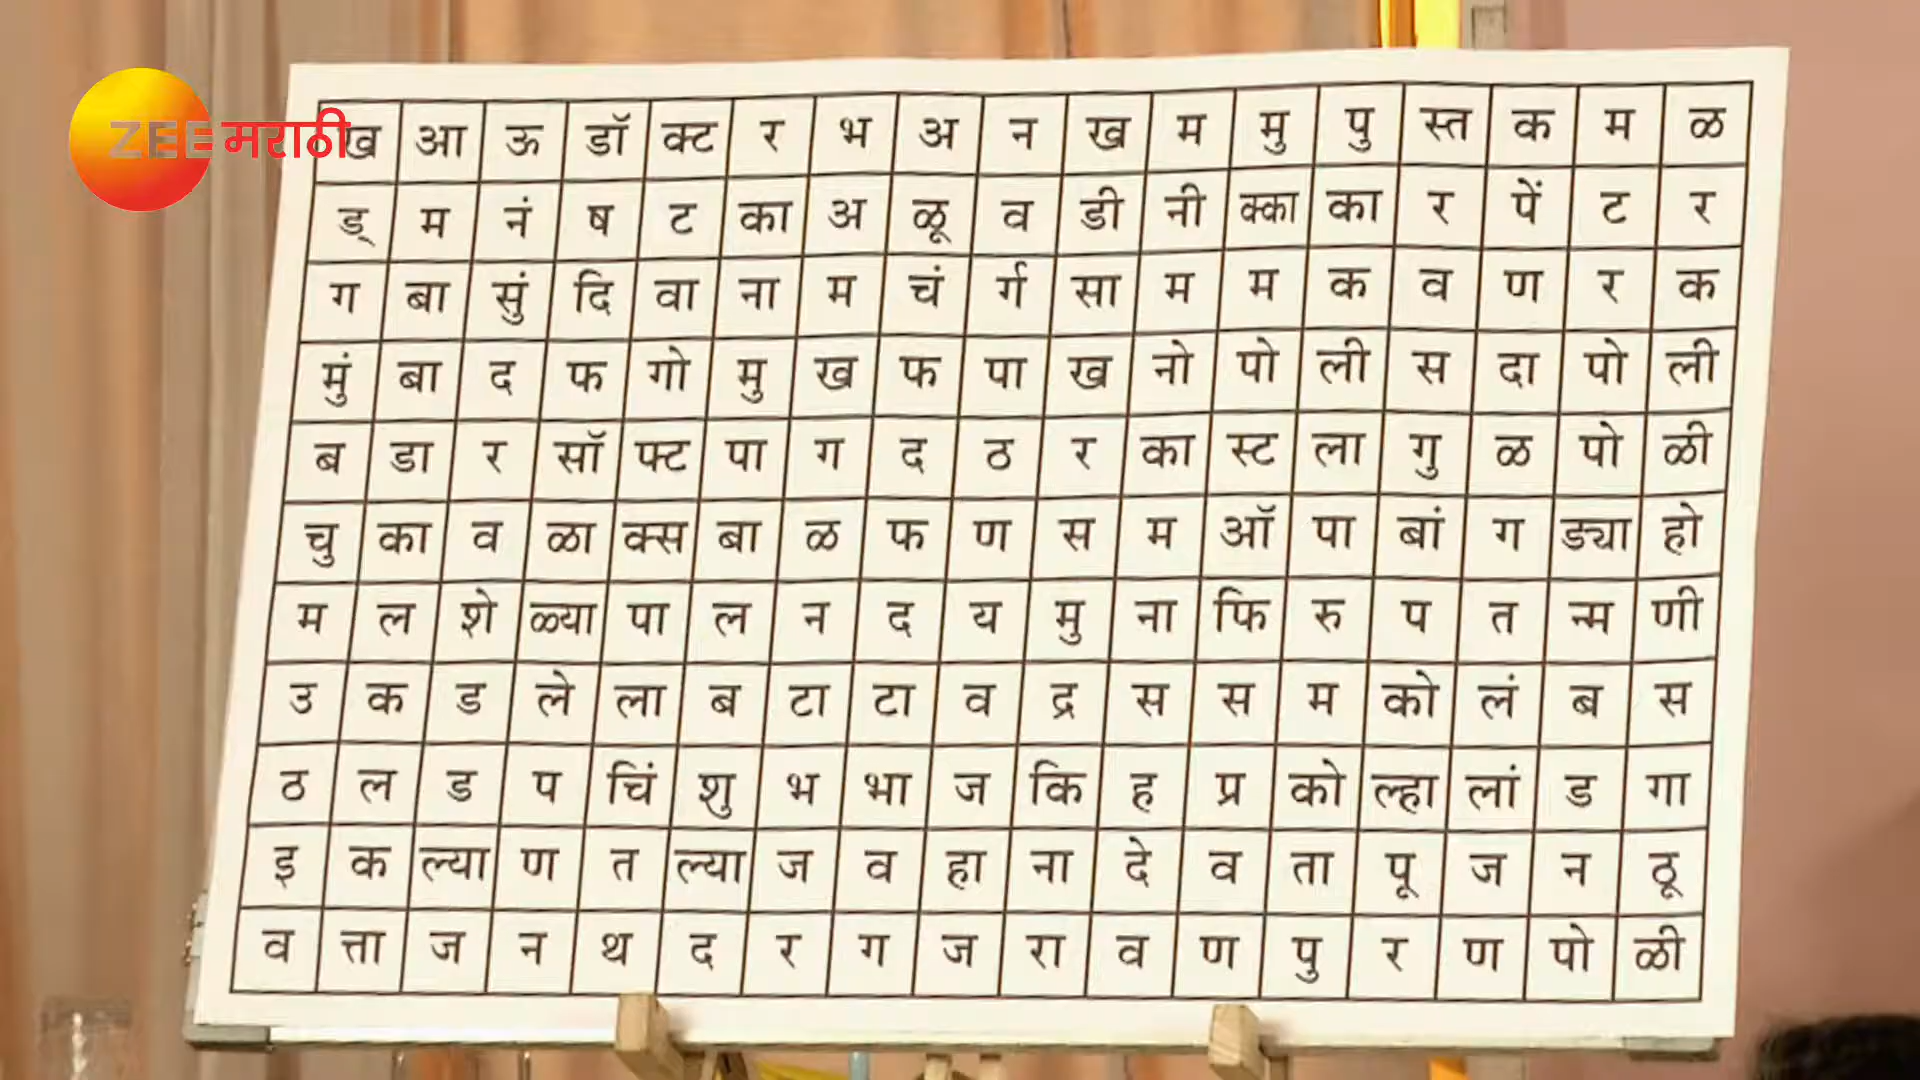 ZEE मराठी
ख आ ऊ डॉ क्ट र भ अ न ख म मु पु स्त क म ळ
ड् म नं ष ट का अ ळू व डी नी क्का का र पें ट र
ग बा सुं दि वा ना म चं र्ग सा म म क व ण र क
मुं बा द फ गो मु ख फ पा ख नो पो ली स दा पो ली
ब डा र सॉ फ्ट पा ग द ठ र का स्ट ला गु ळ पो ळी
चु का व ळा क्स बा ळ फ ण स म ऑ पा बां ग ड्या हो
म ल शे ळ्या पा ल न द य मु ना फि रु प त न्म णी
उ क ड ले ला ब टा टा व द्र स स म को लं ब स
ठ ल ड प चिं शु भ भा ज कि ह प्र को ल्हा लां ड गा
इ क ल्या ण त ल्या ज व हा ना दे व ता पू ज न ठू
व त्ता ज न थ द र ग ज रा व ण पु र ण पो ळी